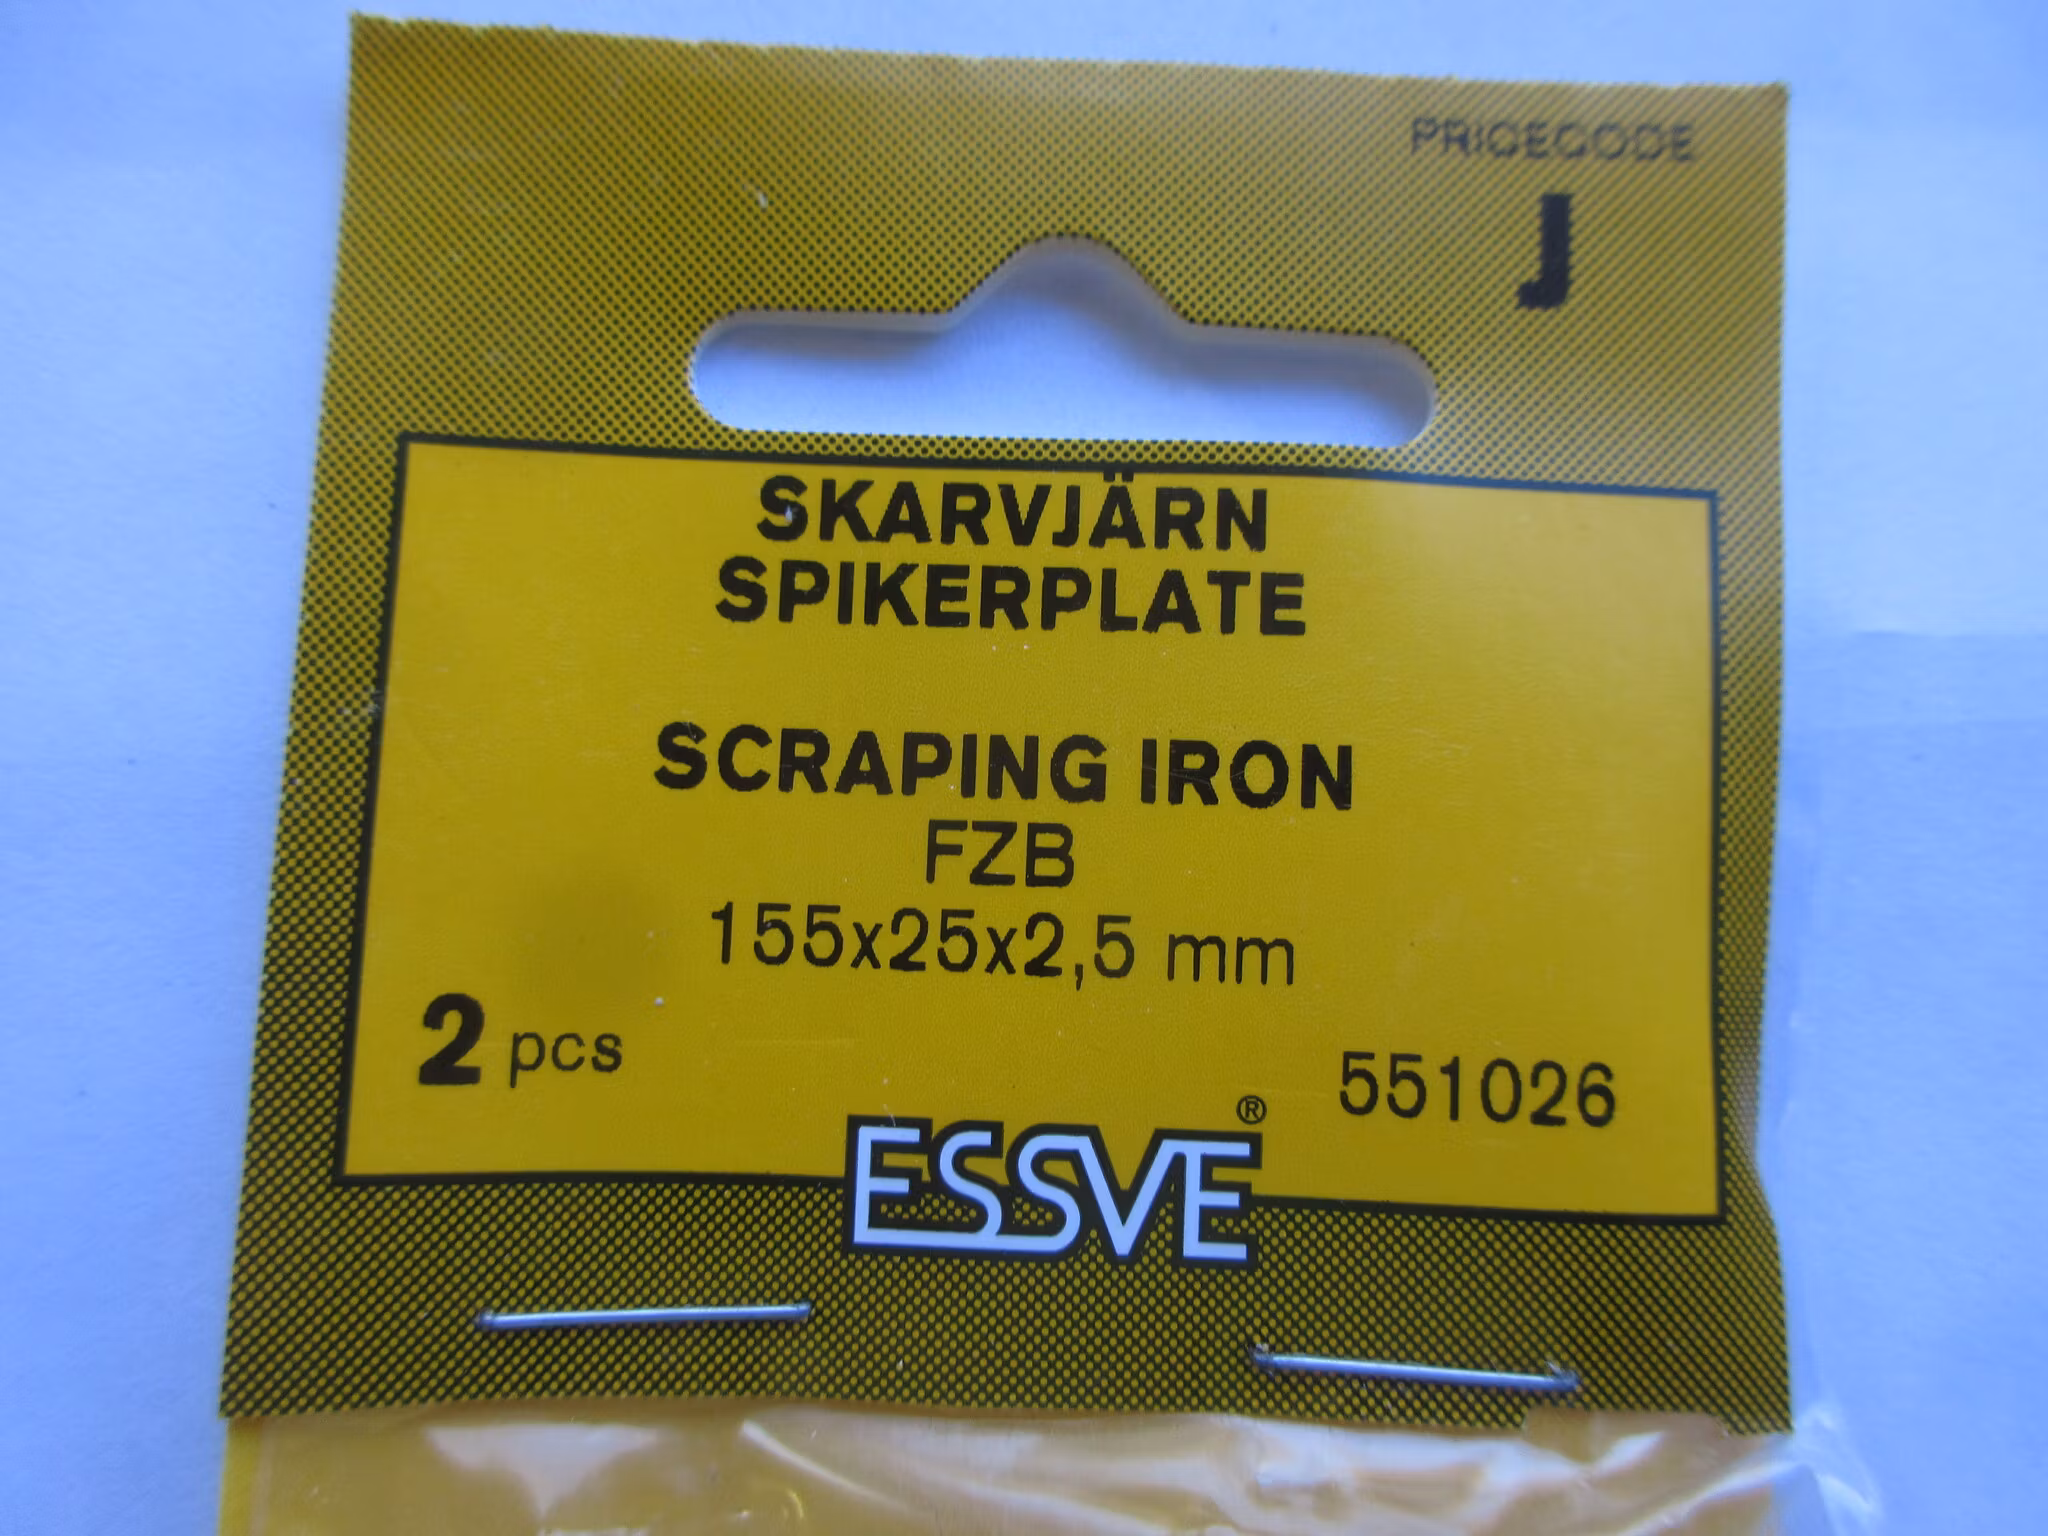 PRICECODE
J
SKARVJÄRN
SPIKERPLATE
SCRAPING IRON
FZB
155x25x2,5 mm
2 pcs
551026
ESSVE®